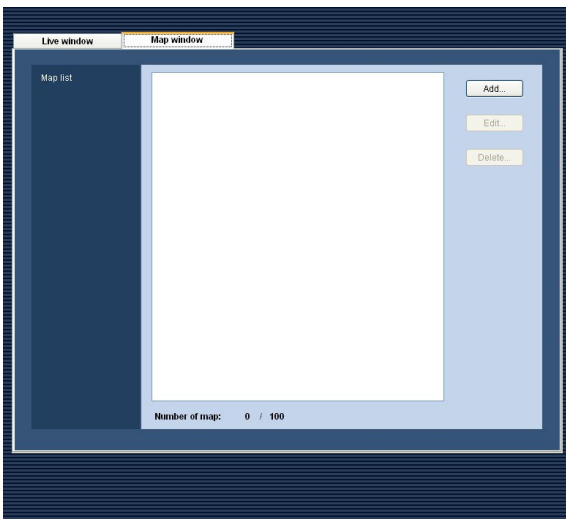 Live window Map window
Map list
Add...
Edit...
Delete...
Number of map: 0 / 100